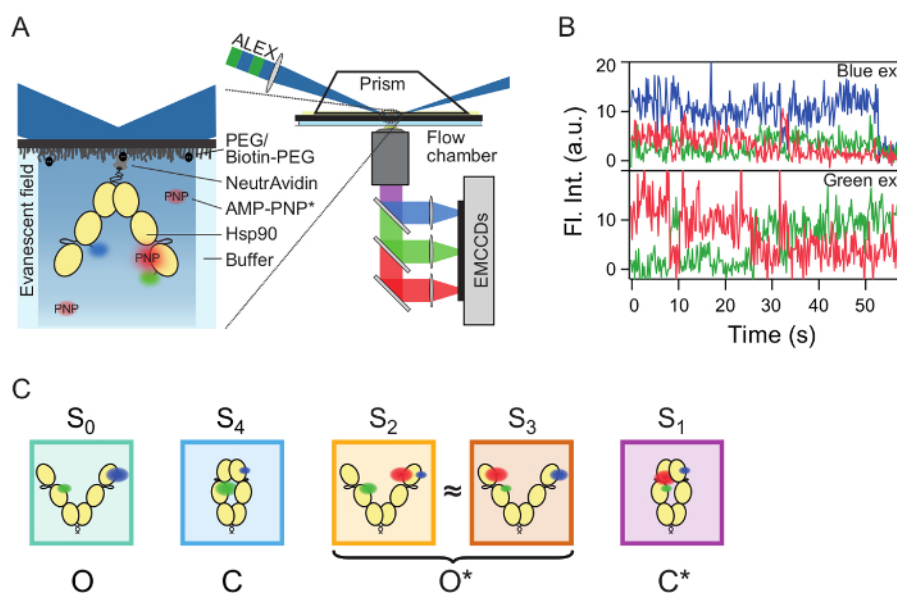 A
ALEX
Prism
Flow
chamber
PEG/
Biotin-PEG
NeutrAvidin
AMP-PNP*
Hsp90
Buffer
Evanescent field
PNP
PNP
PNP
EMCCDs
B
Blue ex
Green ex
Fl. Int. (a.u.)
20
10
0
10
0
0
10
20
30
40
50
Time (s)
C
S₀
S₄
S₂
S₃
S₁
≈
O
C
O*
C*